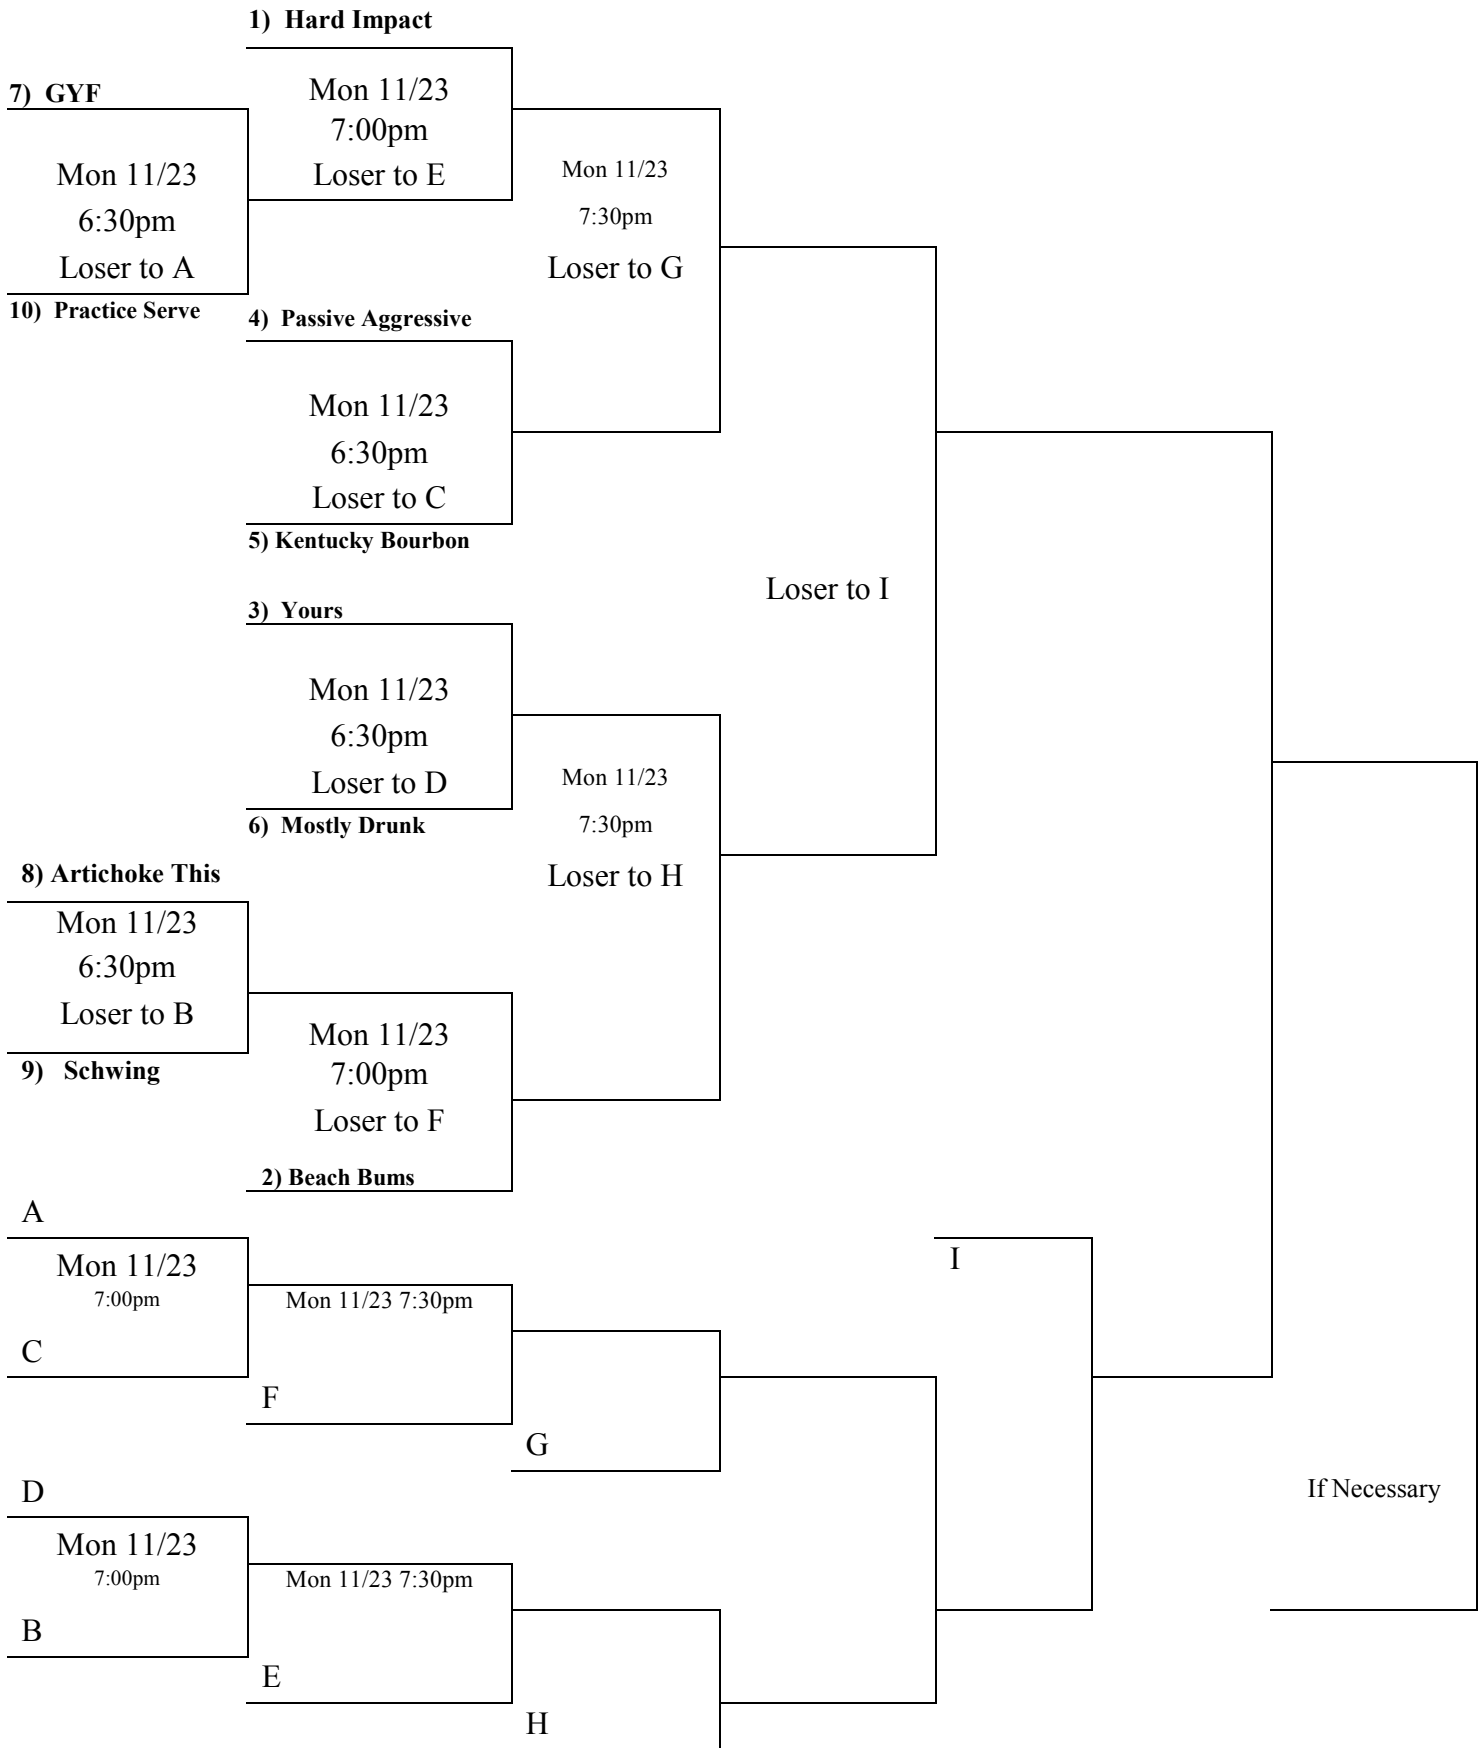 1) Hard Impact
7) GYF
Mon 11/23
7:00pm
Loser to E
Mon 11/23
6:30pm
Loser to A
10) Practice Serve
Mon 11/23
7:30pm
Loser to G
4) Passive Aggressive
Mon 11/23
6:30pm
Loser to C
5) Kentucky Bourbon
Loser to I
3) Yours
Mon 11/23
6:30pm
Loser to D
6) Mostly Drunk
Mon 11/23
7:30pm
Loser to H
8) Artichoke This
Mon 11/23
6:30pm
Loser to B
9) Schwing
Mon 11/23
7:00pm
Loser to F
2) Beach Bums
A
Mon 11/23
7:00pm
C
Mon 11/23 7:30pm
F
G
I
D
Mon 11/23
7:00pm
B
Mon 11/23 7:30pm
E
H
If Necessary